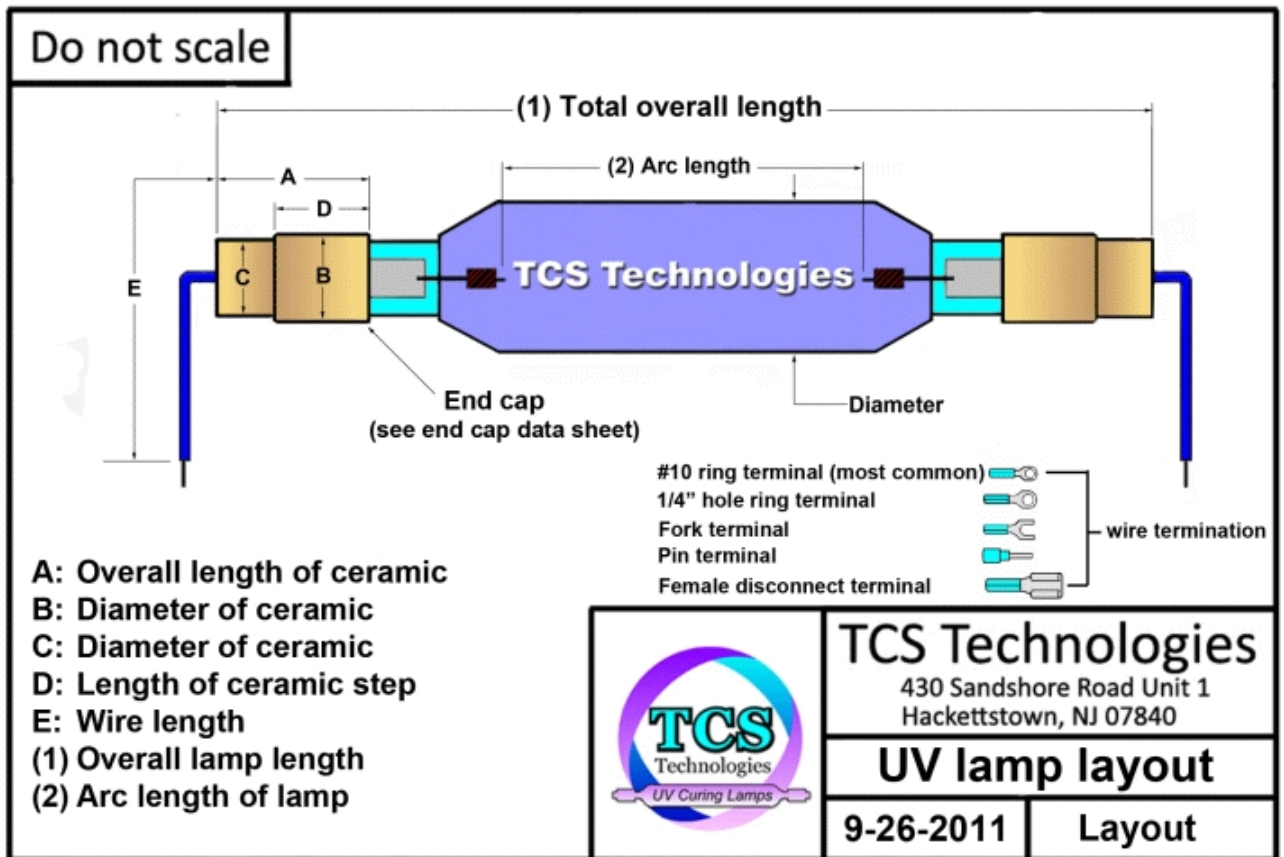 Do not scale
(1) Total overall length
(2) Arc length
A
D
E
C
B
TCS Technologies
End cap
(see end cap data sheet)
Diameter
#10 ring terminal (most common)
1/4” hole ring terminal
Fork terminal
Pin terminal
Female disconnect terminal
wire termination
A: Overall length of ceramic
B: Diameter of ceramic
C: Diameter of ceramic
D: Length of ceramic step
E: Wire length
(1) Overall lamp length
(2) Arc length of lamp
TCS
Technologies
UV Curing Lamps
TCS Technologies
430 Sandshore Road Unit 1
Hackettstown, NJ 07840
UV lamp layout
9-26-2011
Layout